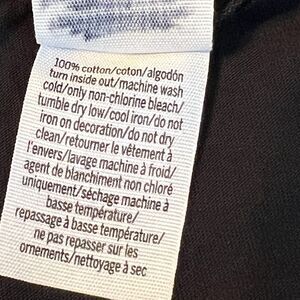 100% cotton/coton/algodón
turn inside out/machine wash
cold/only non-chlorine bleach/
tumble dry low/cool iron/do not
iron on decoration/do not dry
clean/retourner le vêtement à
l'envers/lavage machine à froid/
agent de blanchiment non chloré
uniquement/séchage machine à
basse température/
repassage à basse température/
ne pas repasser sur les
ornements/nettoyage à sec